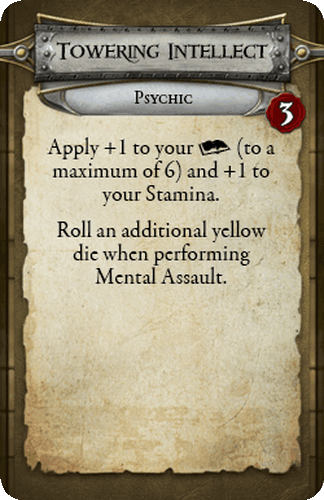 Towering Intellect
Psychic
3
Apply +1 to your (to a
maximum of 6) and +1 to
your Stamina.
Roll an additional yellow
die when performing
Mental Assault.